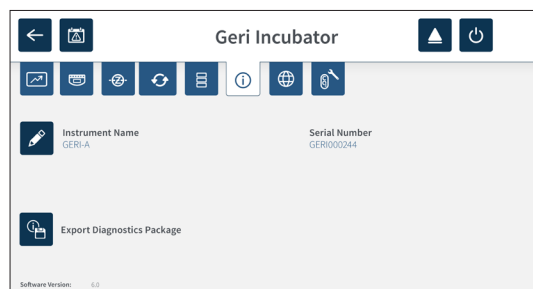 Geri Incubator
Instrument Name
GERI-A
Serial Number
GERI000244
Export Diagnostics Package
Software Version: 6.0